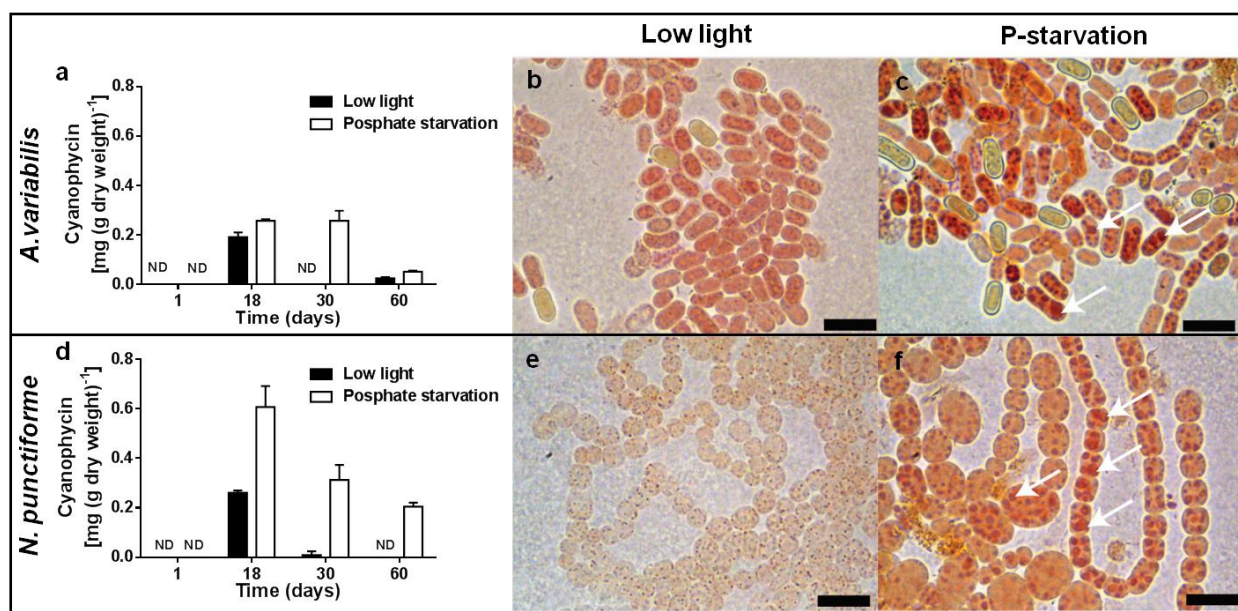 Low light
P-starvation
A.variabilis
a
Cyanophycin
[mg (g dry weight)⁻¹]
0.8
0.6
0.4
0.2
0.0
Low light
Posphate starvation
ND
ND
ND
1
18
30
60
Time (days)
b
c
N. punctiforme
d
Cyanophycin
[mg (g dry weight)⁻¹]
0.8
0.6
0.4
0.2
0.0
Low light
Posphate starvation
ND
ND
ND
1
18
30
60
Time (days)
e
f